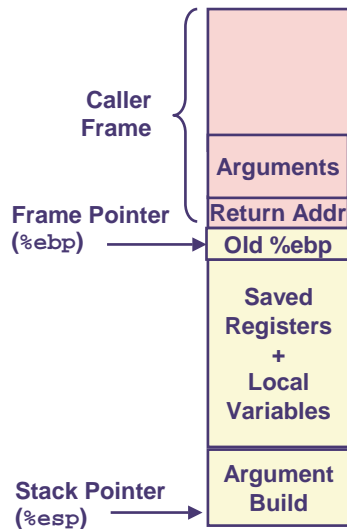 Caller
Frame
Arguments
Frame Pointer
(%ebp)
Return Addr
Old %ebp
Saved
Registers
+
Local
Variables
Stack Pointer
(%esp)
Argument
Build